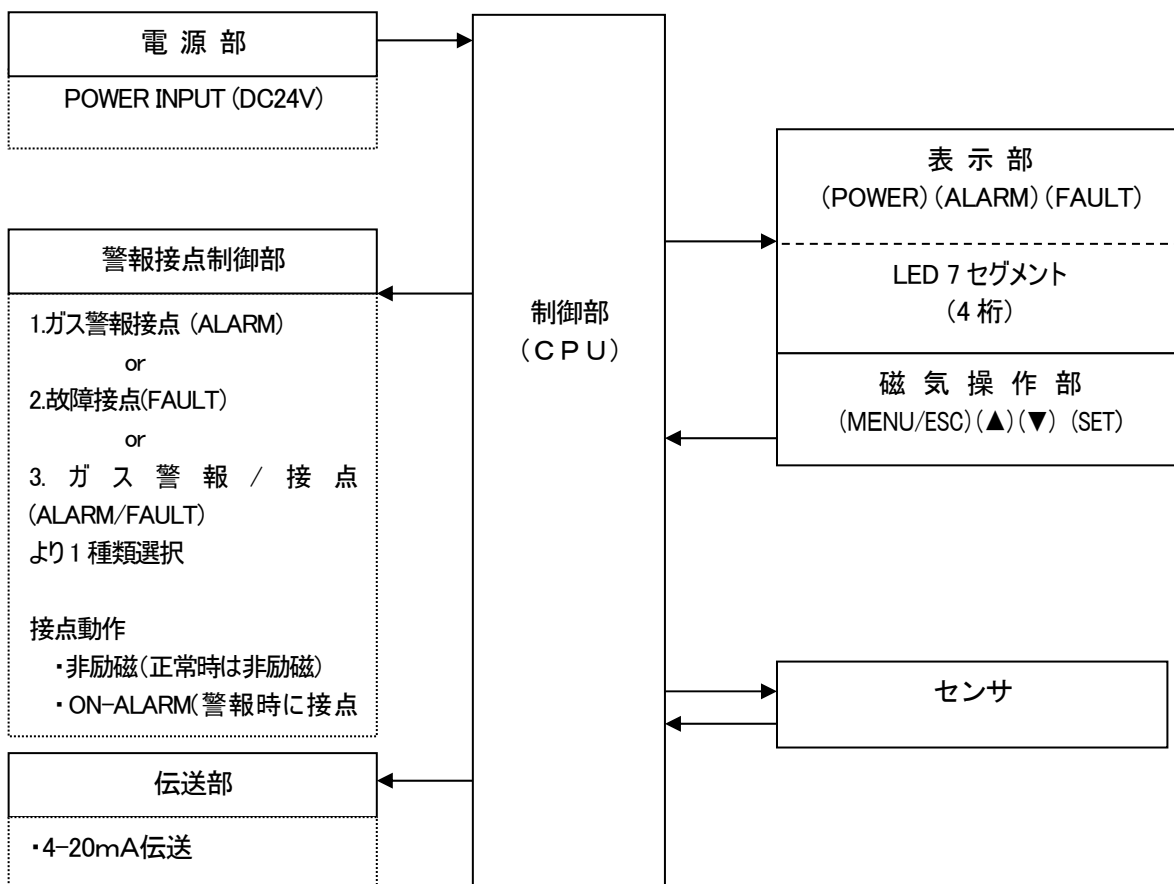 電 源 部
POWER INPUT (DC24V)
警報接点制御部
1.ガス警報接点 (ALARM)
or
2.故障接点(FAULT)
or
3. ガ ス 警 報 / 接 点
(ALARM/FAULT)
より1種類選択
接点動作
・非励磁(正常時は非励磁)
・ON-ALARM(警報時に接点
伝送部
・4-20mA伝送
制御部
(CPU)
表 示 部
(POWER)(ALARM)(FAULT)
LED 7 セグメント
(4 桁)
磁 気 操 作 部
(MENU/ESC)(▲)(▼) (SET)
センサ